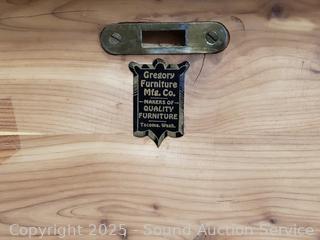 Gregory
Furniture
Mfg. Co.
MAKERS OF
QUALITY
FURNITURE
Tacoma, Wash.
Copyright 2025 - Sound Auction Service